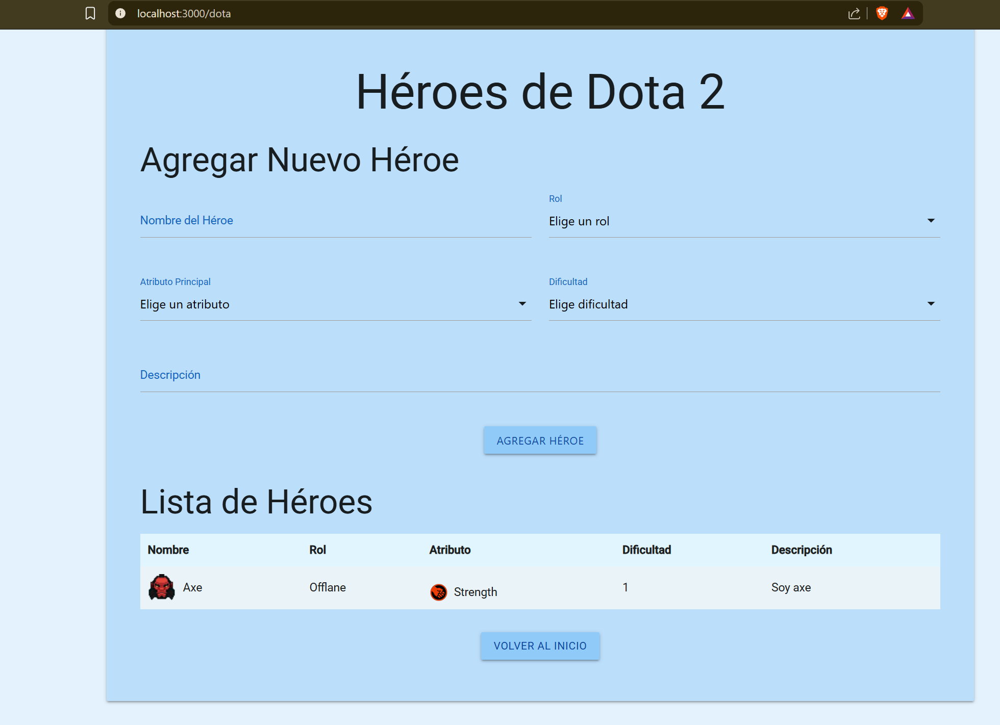 localhost:3000/dota
Héroes de Dota 2
Agregar Nuevo Héroe
Nombre del Héroe
Rol
Elige un rol
Atributo Principal
Elige un atributo
Dificultad
Elige dificultad
Descripción
AGREGAR HÉROE
Lista de Héroes
Nombre Rol Atributo Dificultad Descripción
Axe Offlane Strength 1 Soy axe
VOLVER AL INICIO